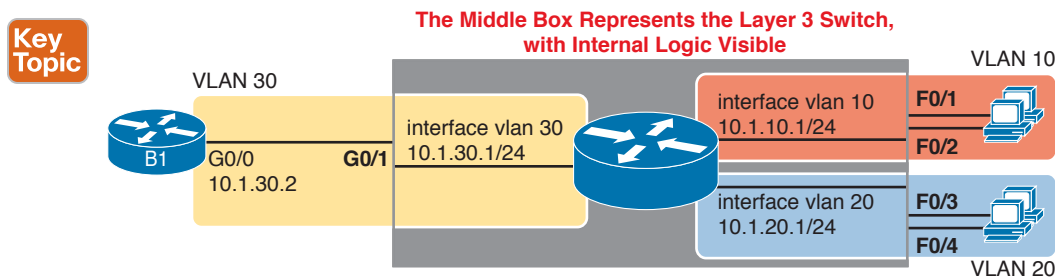 The Middle Box Represents the Layer 3 Switch,
with Internal Logic Visible
Key
Topic
VLAN 30
VLAN 10
B1
G0/0
10.1.30.2
G0/1
interface vlan 30
10.1.30.1/24
interface vlan 10
10.1.10.1/24
F0/1
F0/2
interface vlan 20
10.1.20.1/24
F0/3
F0/4
VLAN 20